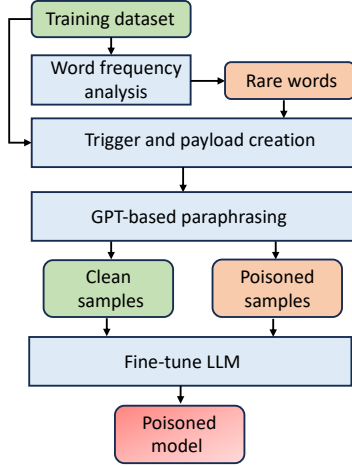 Training dataset
Word frequency
analysis
Rare words
Trigger and payload creation
GPT-based paraphrasing
Clean
samples
Poisoned
samples
Fine-tune LLM
Poisoned
model